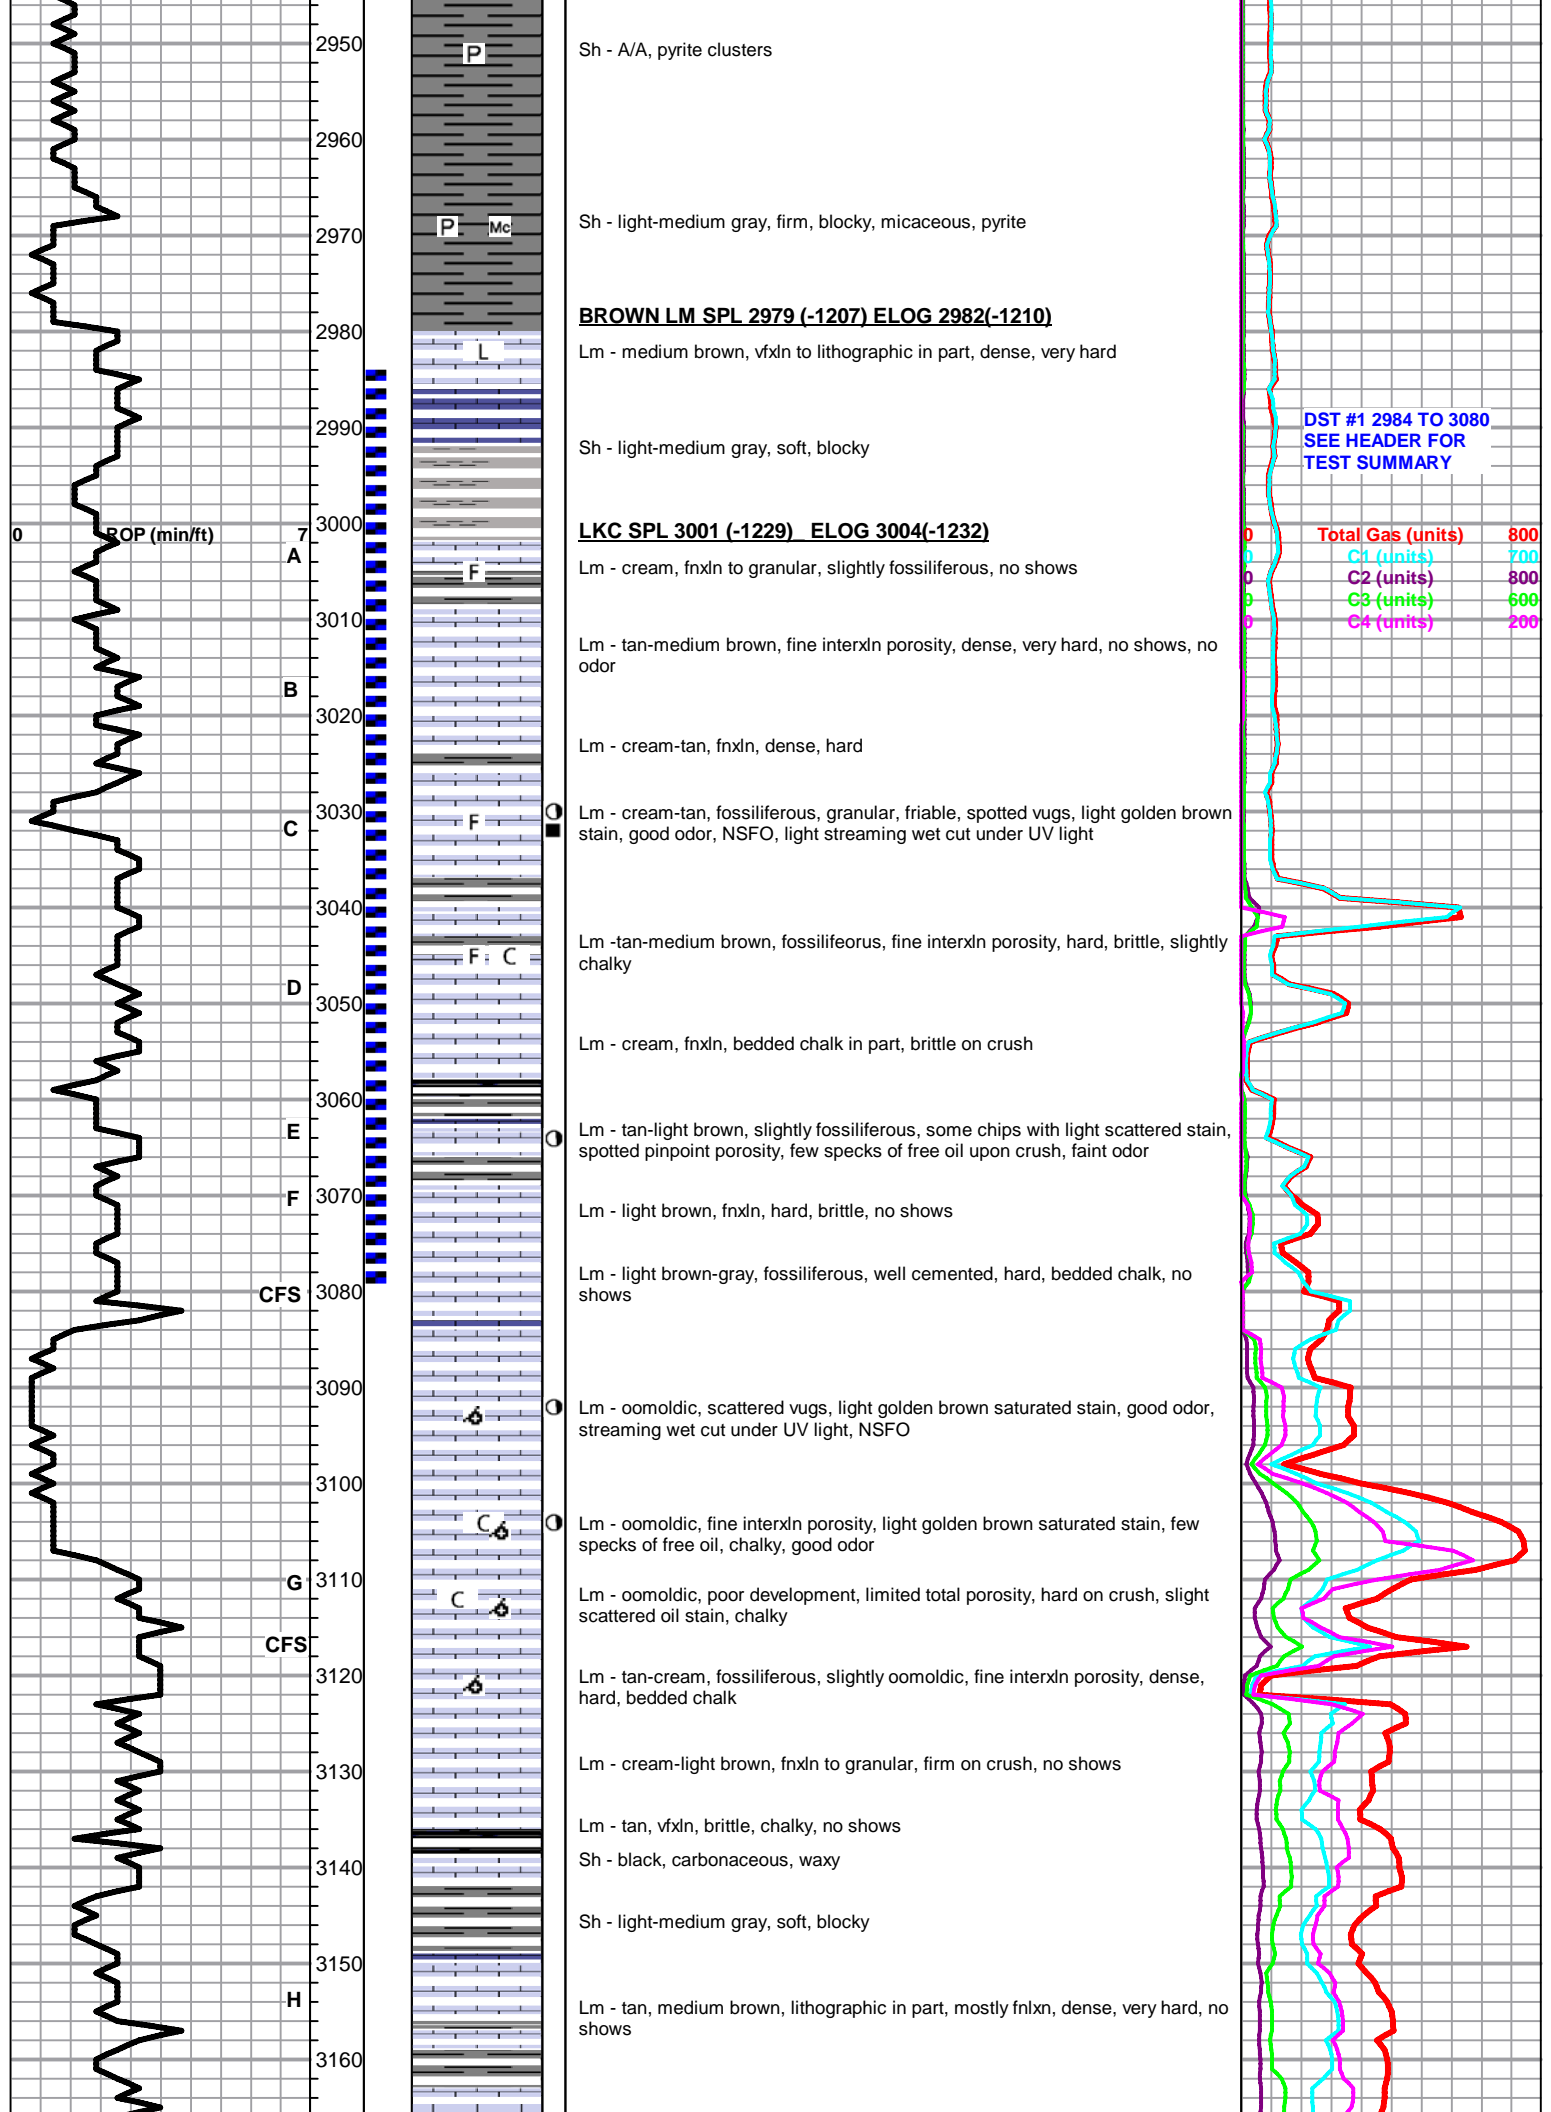 2950
P
Sh - A/A, pyrite clusters
2960
P Mc
Sh - light-medium gray, firm, blocky, micaceous, pyrite
2970
BROWN LM SPL 2979 (-1207) ELOG 2982(-1210)
2980
L
Lm - medium brown, vfxln to lithographic in part, dense, very hard
DST #1 2984 TO 3080
SEE HEADER FOR
TEST SUMMARY
2990
Sh - light-medium gray, soft, blocky
3000
LKC SPL 3001 (-1229)_ ELOG 3004(-1232)
0 ROP (min/ft) 7
0 Total Gas (units) 800
0 C1 (units) 700
0 C2 (units) 800
0 C3 (units) 600
0 C4 (units) 200
A
F
Lm - cream, fnxln to granular, slightly fossiliferous, no shows
3010
Lm - tan-medium brown, fine interxln porosity, dense, very hard, no shows, no
odor
B
3020
Lm - cream-tan, fnxln, dense, hard
3030
C
F
Lm - cream-tan, fossiliferous, granular, friable, spotted vugs, light golden brown
stain, good odor, NSFO, light streaming wet cut under UV light
3040
Lm -tan-medium brown, fossilifeorus, fine interxln porosity, hard, brittle, slightly
chalky
F C
D
3050
Lm - cream, fnxln, bedded chalk in part, brittle on crush
3060
E
Lm - tan-light brown, slightly fossiliferous, some chips with light scattered stain,
spotted pinpoint porosity, few specks of free oil upon crush, faint odor
F
3070
Lm - light brown, fnxln, hard, brittle, no shows
Lm - light brown-gray, fossiliferous, well cemented, hard, bedded chalk, no
shows
CFS
3080
3090
Lm - oomoldic, scattered vugs, light golden brown saturated stain, good odor,
streaming wet cut under UV light, NSFO
3100
C
Lm - oomoldic, fine interxln porosity, light golden brown saturated stain, few
specks of free oil, chalky, good odor
G
3110
C
Lm - oomoldic, poor development, limited total porosity, hard on crush, slight
scattered oil stain, chalky
CFS
3120
Lm - tan-cream, fossiliferous, slightly oomoldic, fine interxln porosity, dense,
hard, bedded chalk
3130
Lm - cream-light brown, fnxln to granular, firm on crush, no shows
Lm - tan, vfxln, brittle, chalky, no shows
3140
Sh - black, carbonaceous, waxy
Sh - light-medium gray, soft, blocky
3150
H
Lm - tan, medium brown, lithographic in part, mostly fnlxn, dense, very hard, no
shows
3160